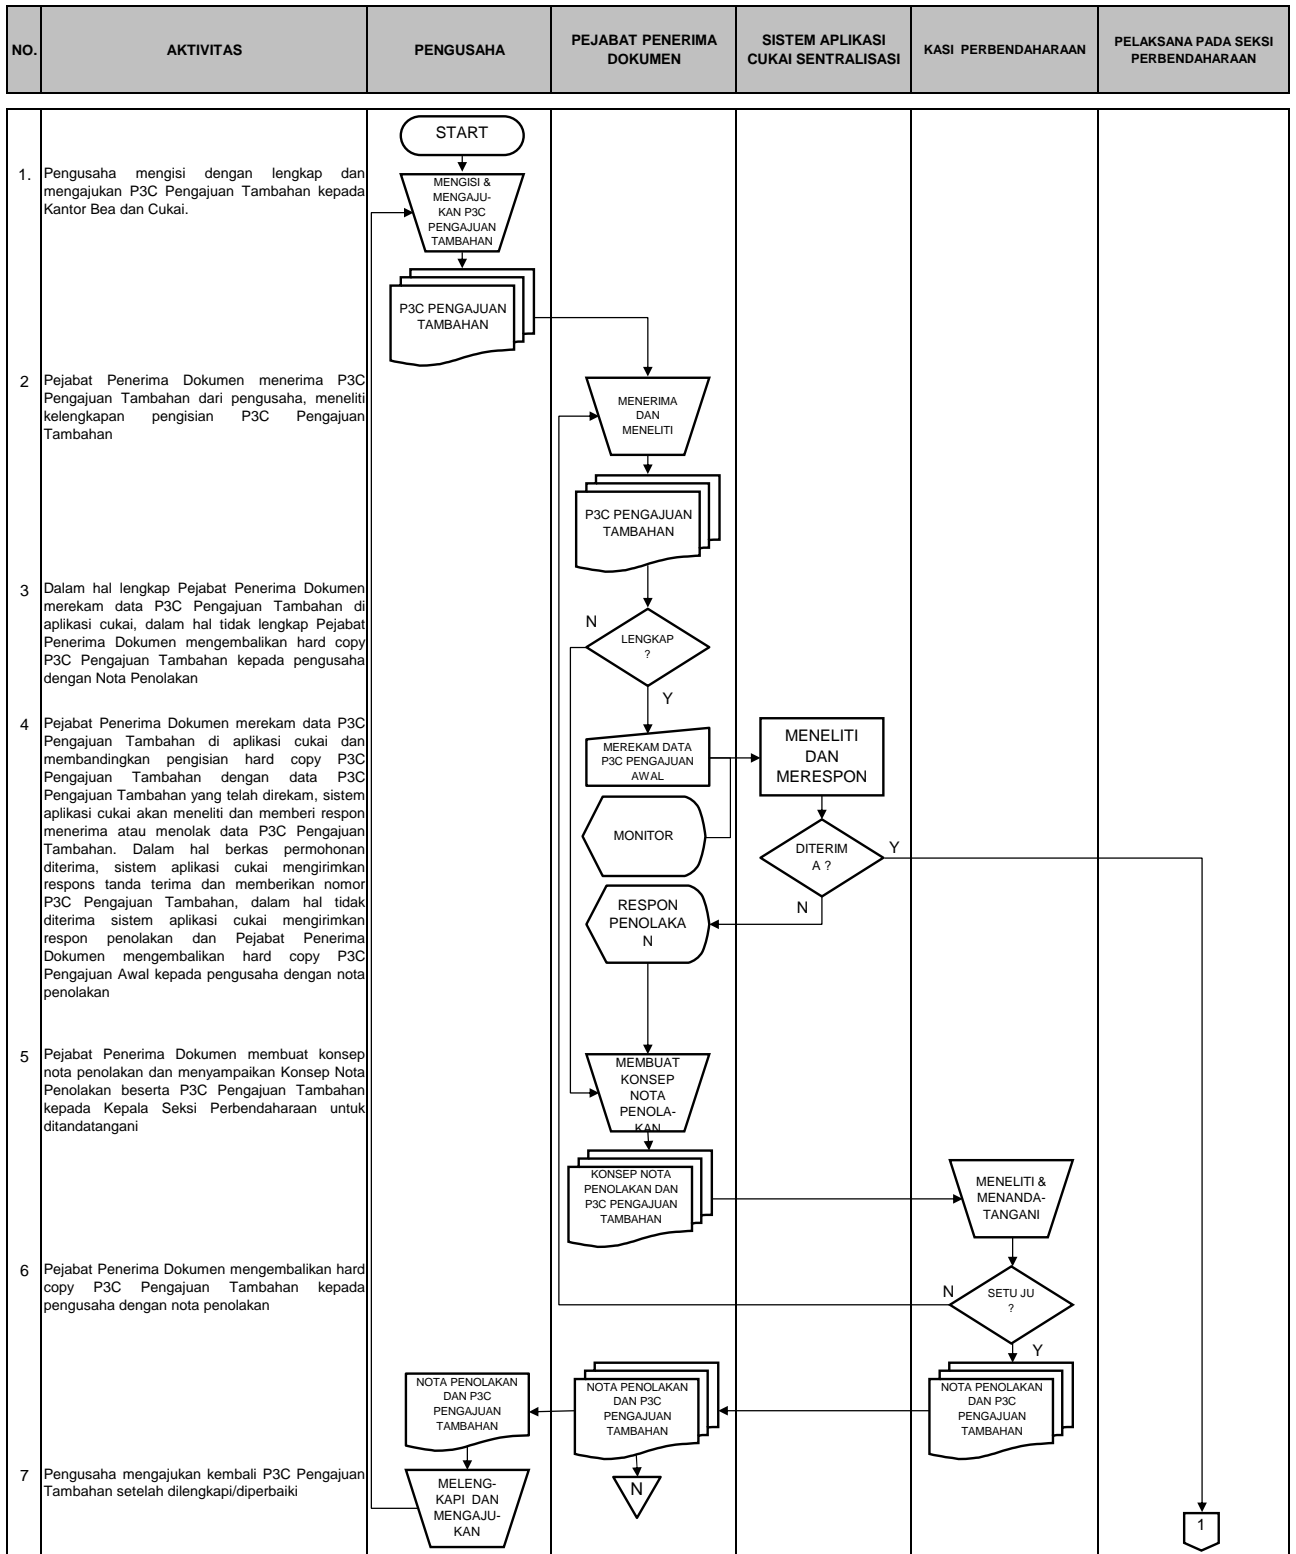 NO.
AKTIVITAS
PENGUSAHA
PEJABAT PENERIMA
DOKUMEN
SISTEM APLIKASI
CUKAI SENTRALISASI
KASI PERBENDAHARAAN
PELAKSANA PADA SEKSI
PERBENDAHARAAN
START
1.
Pengusaha mengisi dengan lengkap dan
mengajukan P3C Pengajuan Tambahan kepada
Kantor Bea dan Cukai.
MENGISI &
MENGAJU-
KAN P3C
PENGAJUAN
TAMBAHAN
P3C PENGAJUAN
TAMBAHAN
2
Pejabat Penerima Dokumen menerima P3C
Pengajuan Tambahan dari pengusaha, meneliti
kelengkapan pengisian P3C Pengajuan
Tambahan
MENERIMA
DAN
MENELITI
P3C PENGAJUAN
TAMBAHAN
3
Dalam hal lengkap Pejabat Penerima Dokumen
merekam data P3C Pengajuan Tambahan di
aplikasi cukai, dalam hal tidak lengkap Pejabat
Penerima Dokumen mengembalikan hard copy
P3C Pengajuan Tambahan kepada pengusaha
dengan Nota Penolakan
N
LENGKAP
?
Y
4
Pejabat Penerima Dokumen merekam data P3C
Pengajuan Tambahan di aplikasi cukai dan
membandingkan pengisian hard copy P3C
Pengajuan Tambahan dengan data P3C
Pengajuan Tambahan yang telah direkam, sistem
aplikasi cukai akan meneliti dan memberi respon
menerima atau menolak data P3C Pengajuan
Tambahan. Dalam hal berkas permohonan
diterima, sistem aplikasi cukai mengirimkan
respons tanda terima dan memberikan nomor
P3C Pengajuan Tambahan, dalam hal tidak
diterima sistem aplikasi cukai mengirimkan
respon penolakan dan Pejabat Penerima
Dokumen mengembalikan hard copy P3C
Pengajuan Awal kepada pengusaha dengan nota
penolakan
MEREKAM DATA
P3C PENGAJUAN
AWAL
MENELITI
DAN
MERESPON
MONITOR
DITERIM
A ?
Y
N
RESPON
PENOLAKA
N
5
Pejabat Penerima Dokumen membuat konsep
nota penolakan dan menyampaikan Konsep Nota
Penolakan beserta P3C Pengajuan Tambahan
kepada Kepala Seksi Perbendaharaan untuk
ditandatangani
MEMBUAT
KONSEP
NOTA
PENOLA-
KAN
KONSEP NOTA
PENOLAKAN DAN
P3C PENGAJUAN
TAMBAHAN
MENELITI &
MENANDA-
TANGANI
6
Pejabat Penerima Dokumen mengembalikan hard
copy P3C Pengajuan Tambahan kepada
pengusaha dengan nota penolakan
N
SETU JU
?
Y
NOTA PENOLAKAN
DAN P3C
PENGAJUAN
TAMBAHAN
NOTA PENOLAKAN
DAN P3C
PENGAJUAN
TAMBAHAN
NOTA PENOLAKAN
DAN P3C
PENGAJUAN
TAMBAHAN
7
Pengusaha mengajukan kembali P3C Pengajuan
Tambahan setelah dilengkapi/diperbaiki
MELENG-
KAPI DAN
MENGAJU-
KAN
N
1